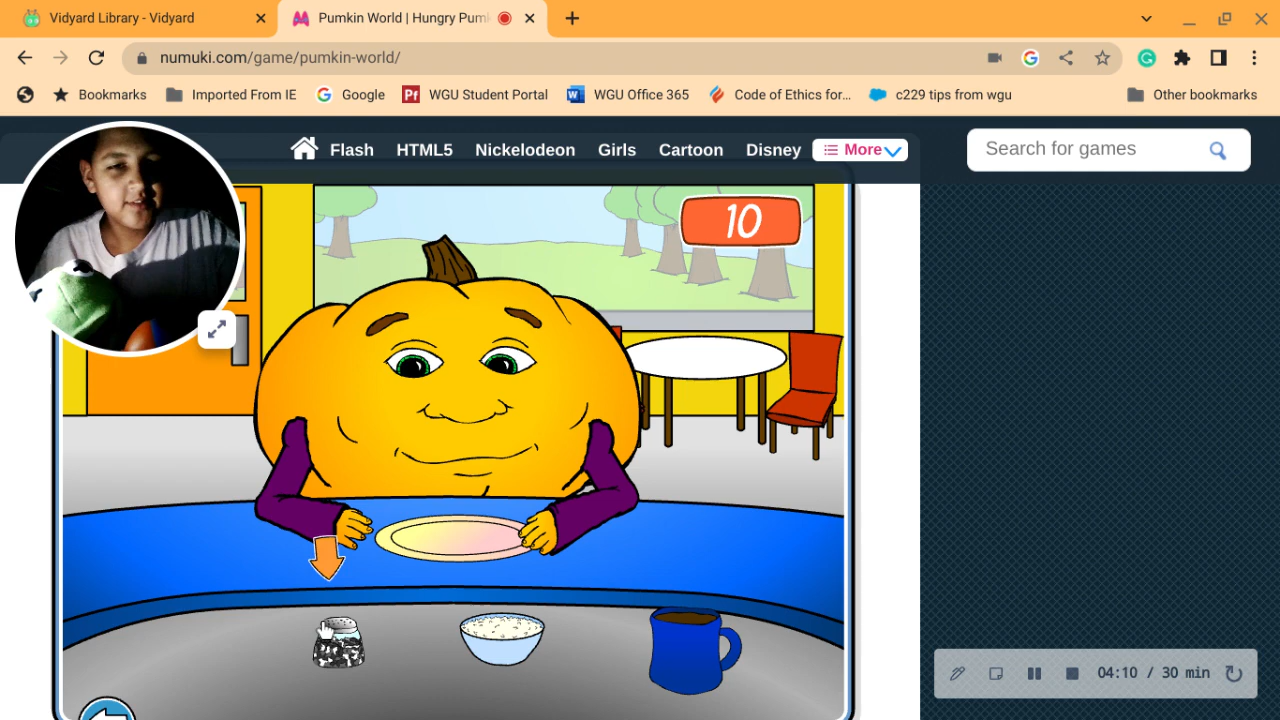 Vidyard Library - Vidyard
Pumkin World | Hungry Pum
numuki.com/game/pumkin-world/
Bookmarks Imported From IE Google WGU Student Portal WGU Office 365 Code of Ethics for... c229 tips from wgu Other bookmarks
Flash HTML5 Nickelodeon Girls Cartoon Disney More
Search for games
10
04:10 / 30 min